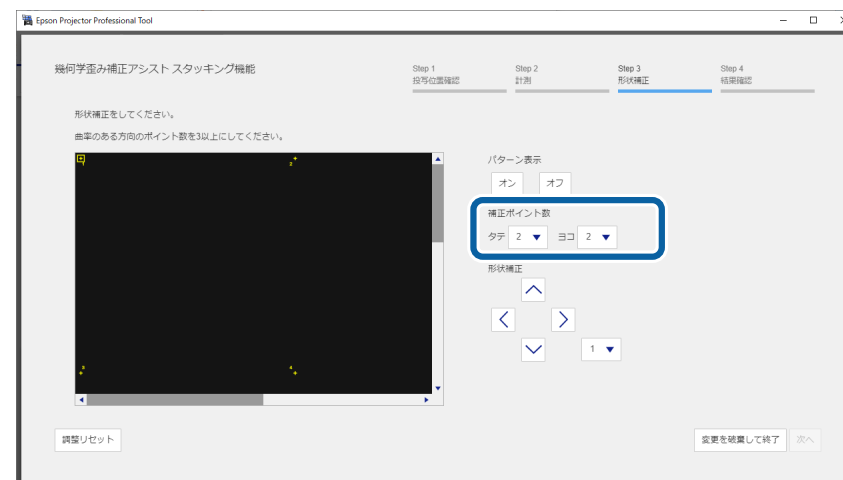 Epson Projector Professional Tool
幾何学歪み補正アシスト スタッキング機能
Step 1
投写位置確認
Step 2
計測
Step 3
形状補正
Step 4
結果確認
形状補正をしてください。
曲率のある方向のポイント数を3以上にしてください。
1
2
3
4
パターン表示
オン オフ
補正ポイント数
タテ 2 ヨコ 2
形状補正
1
調整リセット
変更を破棄して終了 次へ